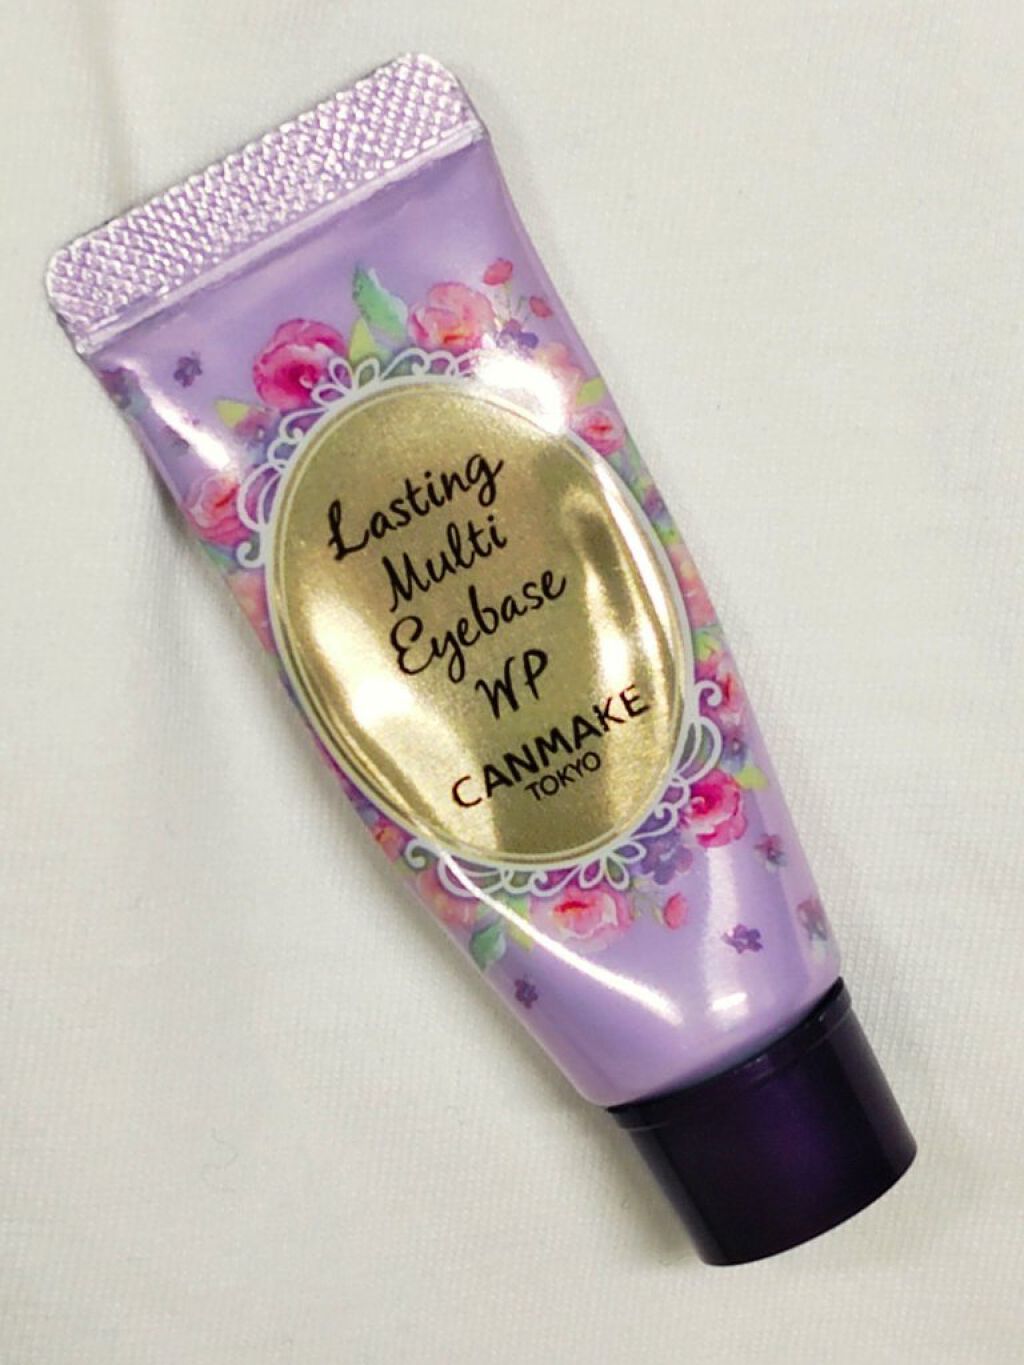 Lasting
Multi
Eyebase
WP
CANMAKE
TOKYO